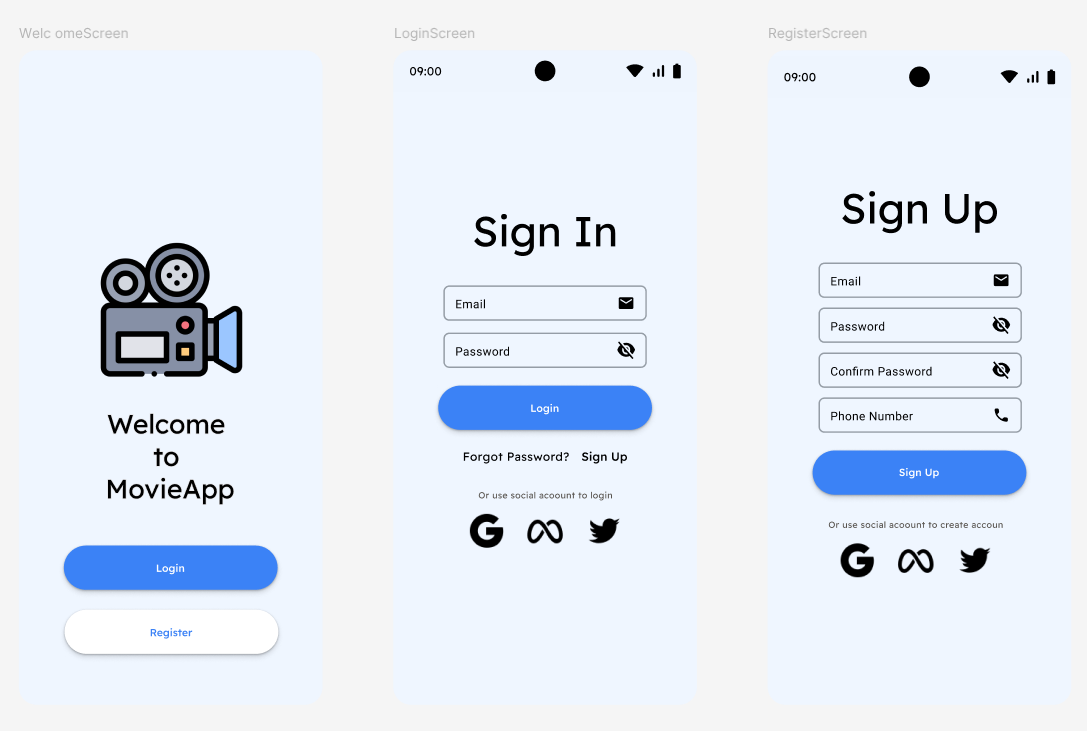 Welc omeScreen
Welcome
to
MovieApp
Login
Register
LoginScreen
09:00
Sign In
Email
Password
Login
Forgot Password? Sign Up
Or use social acoount to login
RegisterScreen
09:00
Sign Up
Email
Password
Confirm Password
Phone Number
Sign Up
Or use social acoount to create accoun